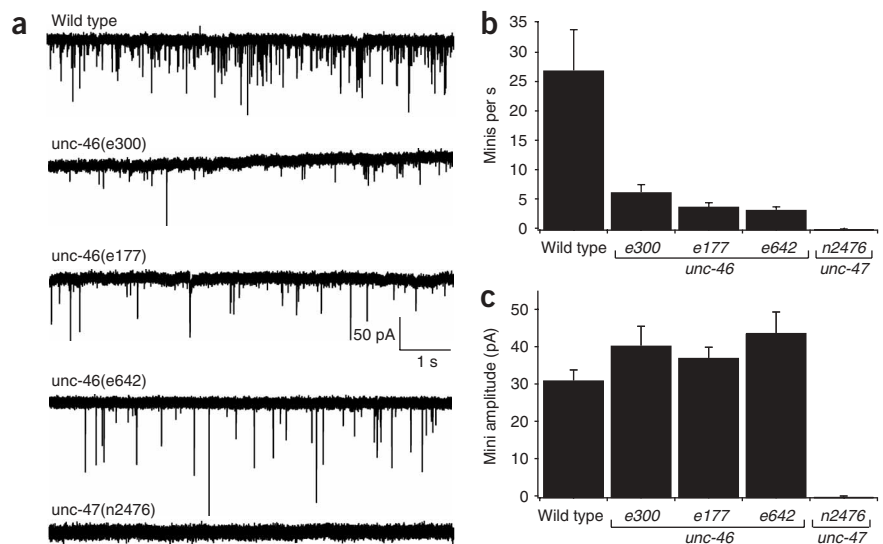 a
Wild type
unc-46(e300)
unc-46(e177)
50 pA
1 s
unc-46(e642)
unc-47(n2476)
b
Minis per s
35
30
25
20
15
10
5
0
Wild type e300 e177 e642 n2476
unc-46 unc-47
c
Mini amplitude (pA)
50
40
30
20
10
0
Wild type e300 e177 e642 n2476
unc-46 unc-47